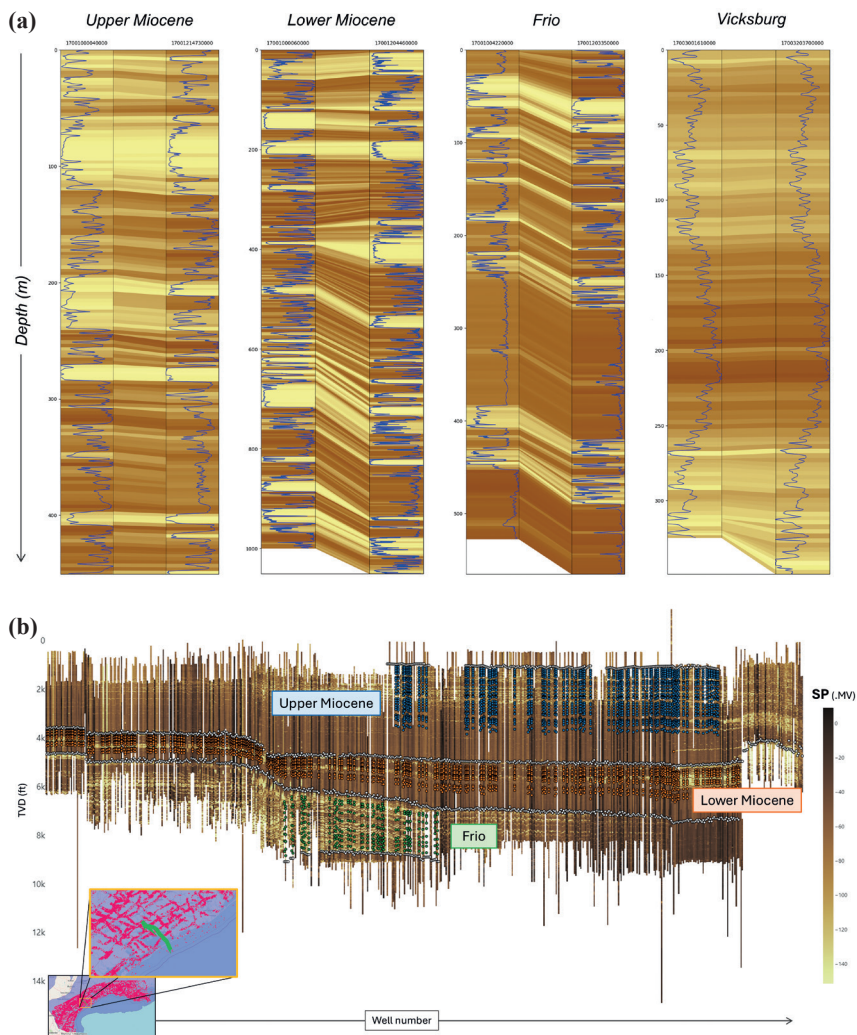 (a)
Upper Miocene
Lower Miocene
Frio
Vicksburg
17001000840000 17001214730000
17001000060000 17001204400000
17001004220000 17001203350000
17003001610000 17003203700000
Depth (m)
0
100
200
300
400
0
200
400
600
800
1000
0
100
200
300
400
500
0
50
100
150
200
250
300
(b)
TVD (ft)
0
2k
4k
6k
8k
10k
12k
14k
Upper Miocene
Lower Miocene
Frio
SP (.MV)
0
−20
−40
−60
−80
−100
−120
−140
Well number